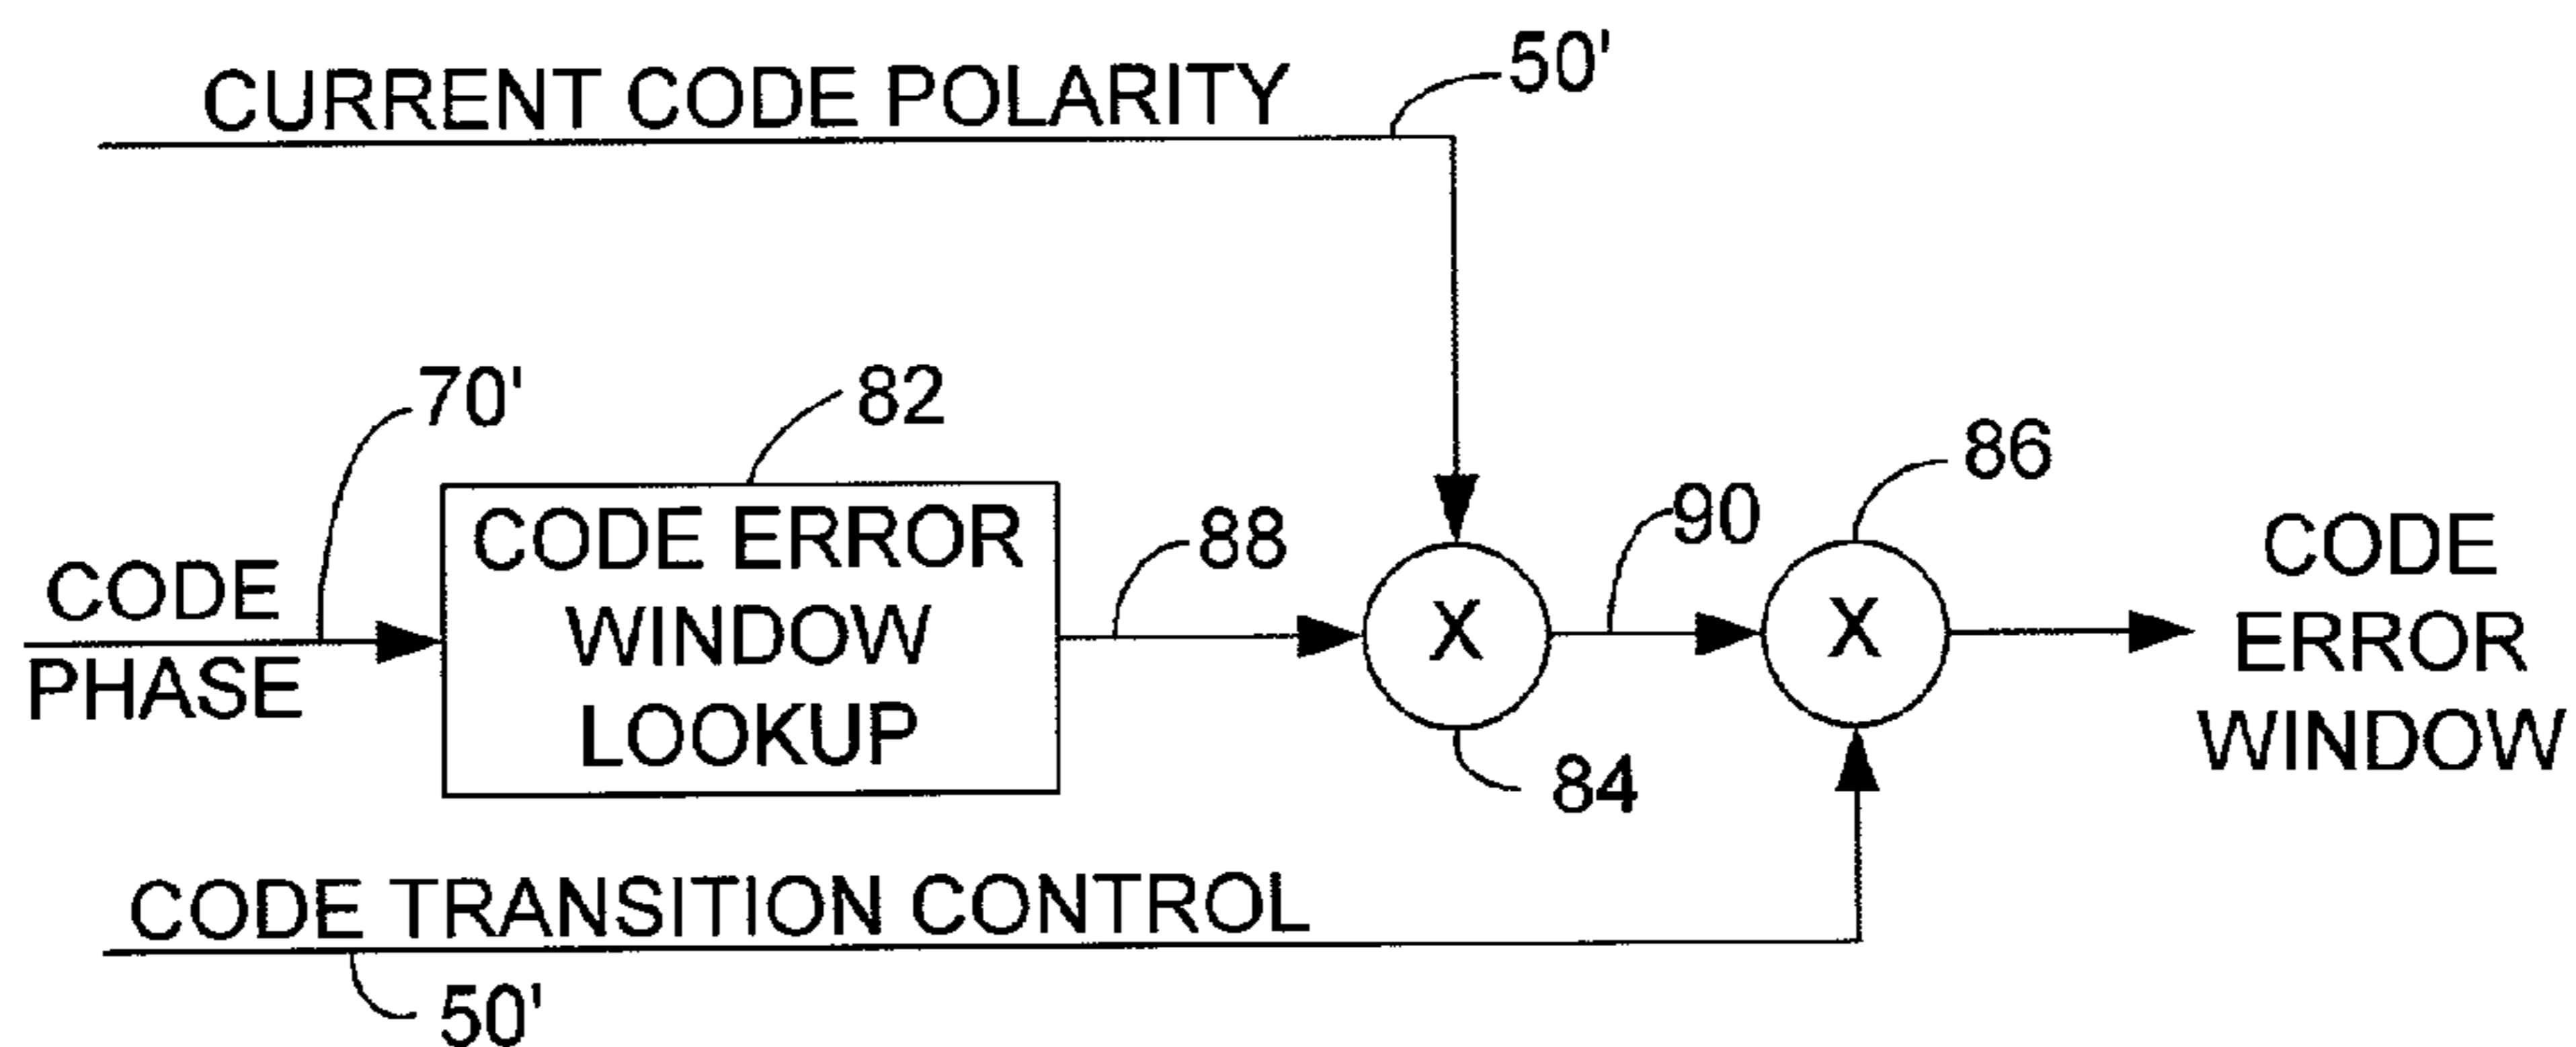 CURRENT CODE POLARITY
50'
70'
82
CODE
PHASE
CODE ERROR
WINDOW
LOOKUP
88
X
84
90
X
86
CODE
ERROR
WINDOW
CODE TRANSITION CONTROL
50'